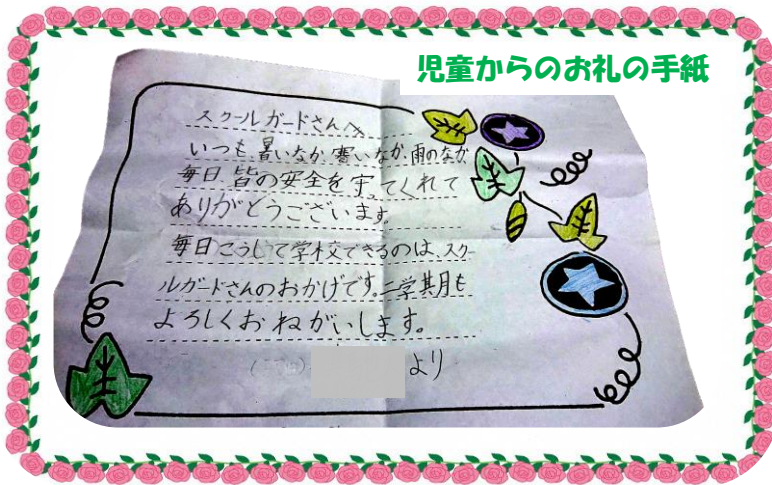 児童からのお礼の手紙
スクールガードさんへ
いつも、暑いなか、寒いなか、雨のなか
毎日、皆の安全を守ってくれて
ありがとうございます。
毎日こうして学校できるのは、スク
ルガードさんのおかげです。二学期も
よろしくおねがいします。
より